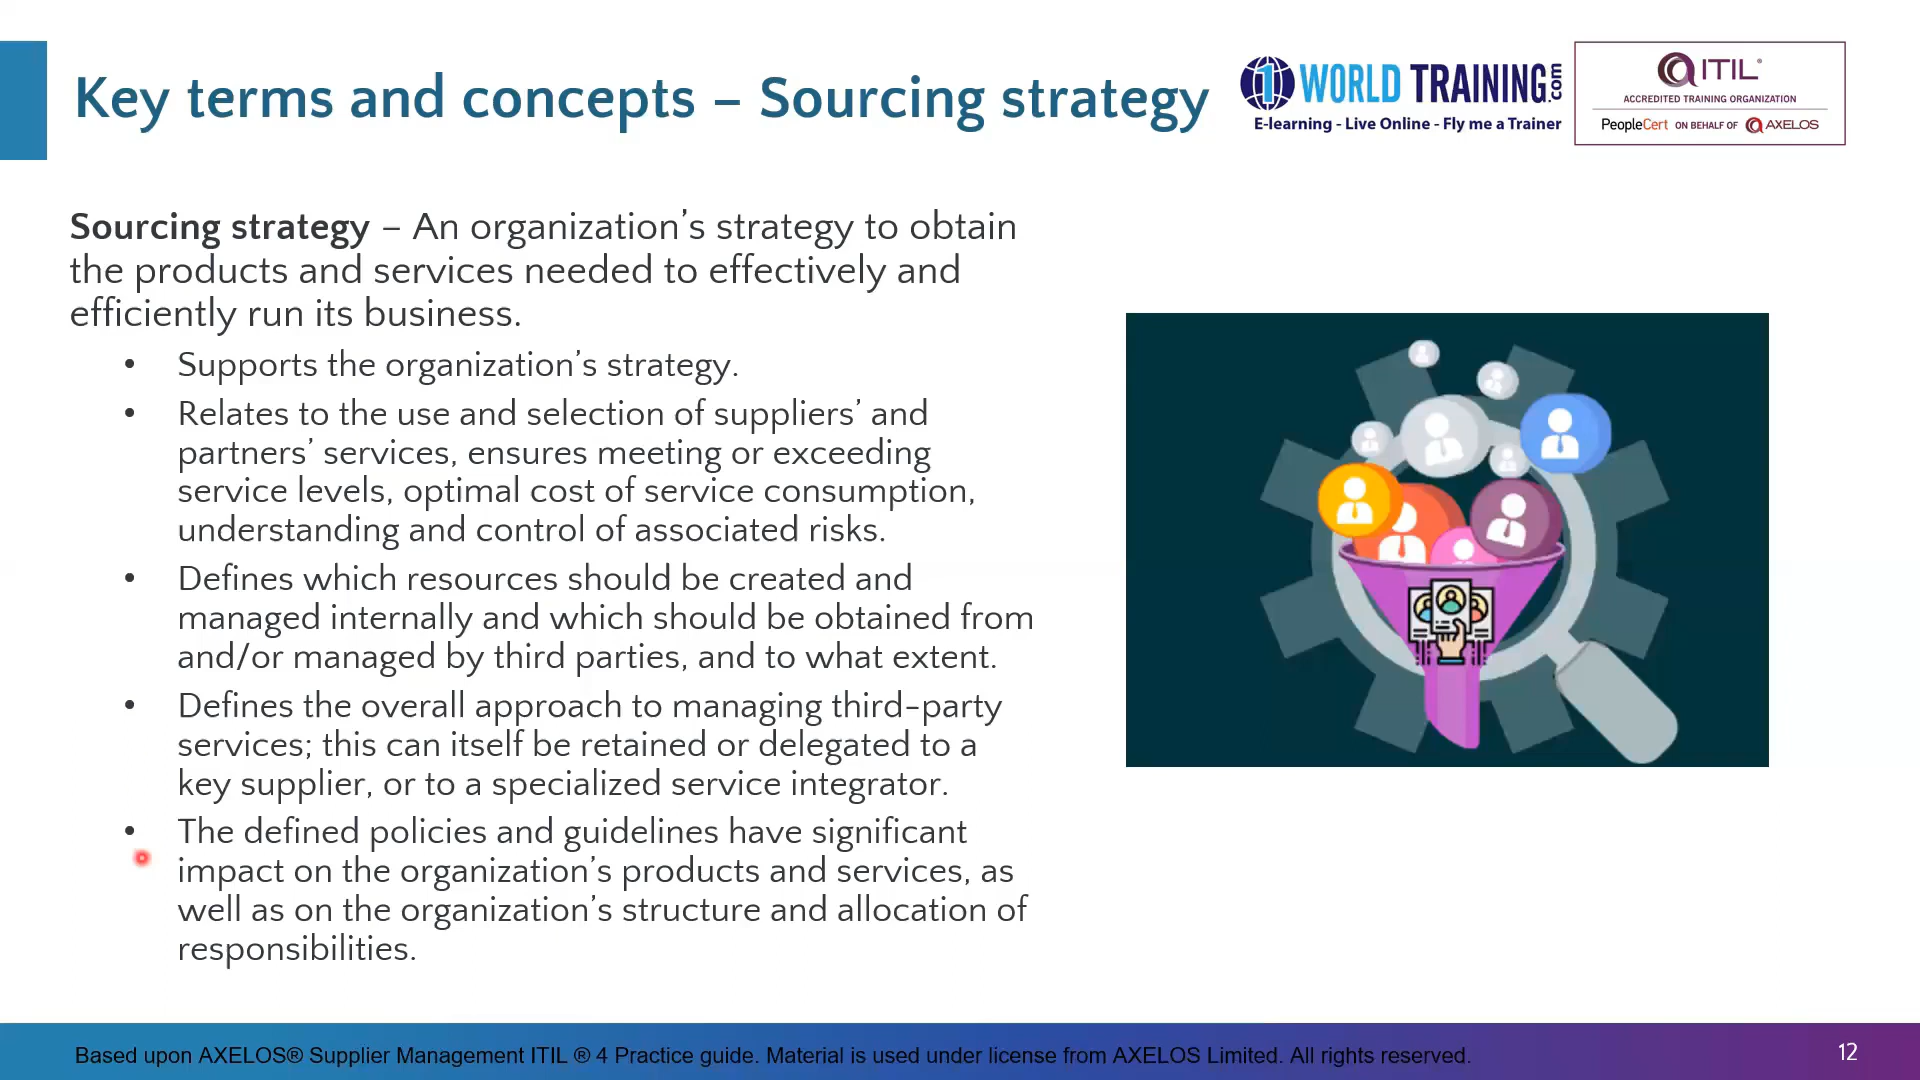 Key terms and concepts – Sourcing strategy
1 WORLD TRAINING.com
E-learning - Live Online - Fly me a Trainer
ITIL®
ACCREDITED TRAINING ORGANIZATION
PeopleCert ON BEHALF OF AXELOS
Sourcing strategy – An organization’s strategy to obtain
the products and services needed to effectively and
efficiently run its business.
• Supports the organization’s strategy.
• Relates to the use and selection of suppliers’ and
partners’ services, ensures meeting or exceeding
service levels, optimal cost of service consumption,
understanding and control of associated risks.
• Defines which resources should be created and
managed internally and which should be obtained from
and/or managed by third parties, and to what extent.
• Defines the overall approach to managing third-party
services; this can itself be retained or delegated to a
key supplier, or to a specialized service integrator.
• The defined policies and guidelines have significant
impact on the organization’s products and services, as
well as on the organization’s structure and allocation of
responsibilities.
Based upon AXELOS® Supplier Management ITIL ® 4 Practice guide. Material is used under license from AXELOS Limited. All rights reserved.
12